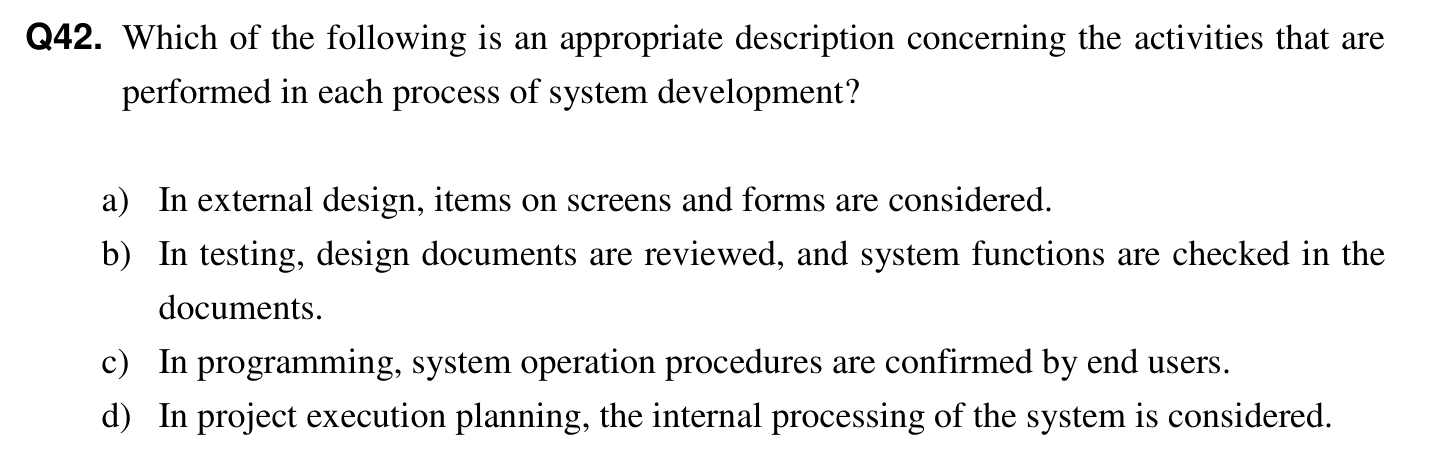 Q42. Which of the following is an appropriate description concerning the activities that are
performed in each process of system development?
a) In external design, items on screens and forms are considered.
b) In testing, design documents are reviewed, and system functions are checked in the
documents.
c) In programming, system operation procedures are confirmed by end users.
d) In project execution planning, the internal processing of the system is considered.